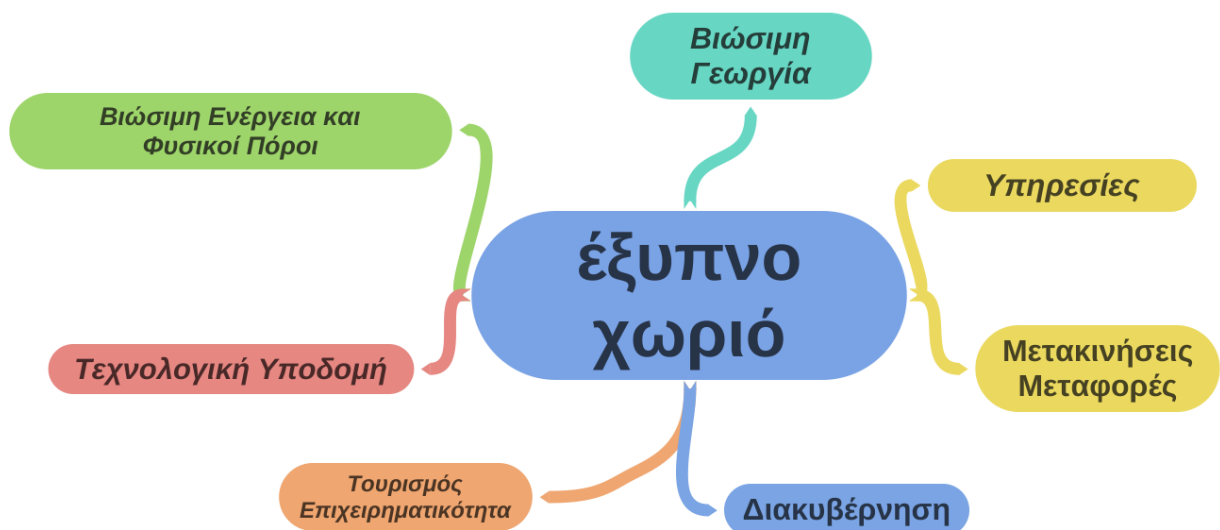 Βιώσιμη
Γεωργία
Βιώσιμη Ενέργεια και
Φυσικοί Πόροι
Υπηρεσίες
έξυπνο
χωριό
Μετακινήσεις
Μεταφορές
Τεχνολογική Υποδομή
Τουρισμός
Επιχειρηματικότητα
Διακυβέρνηση